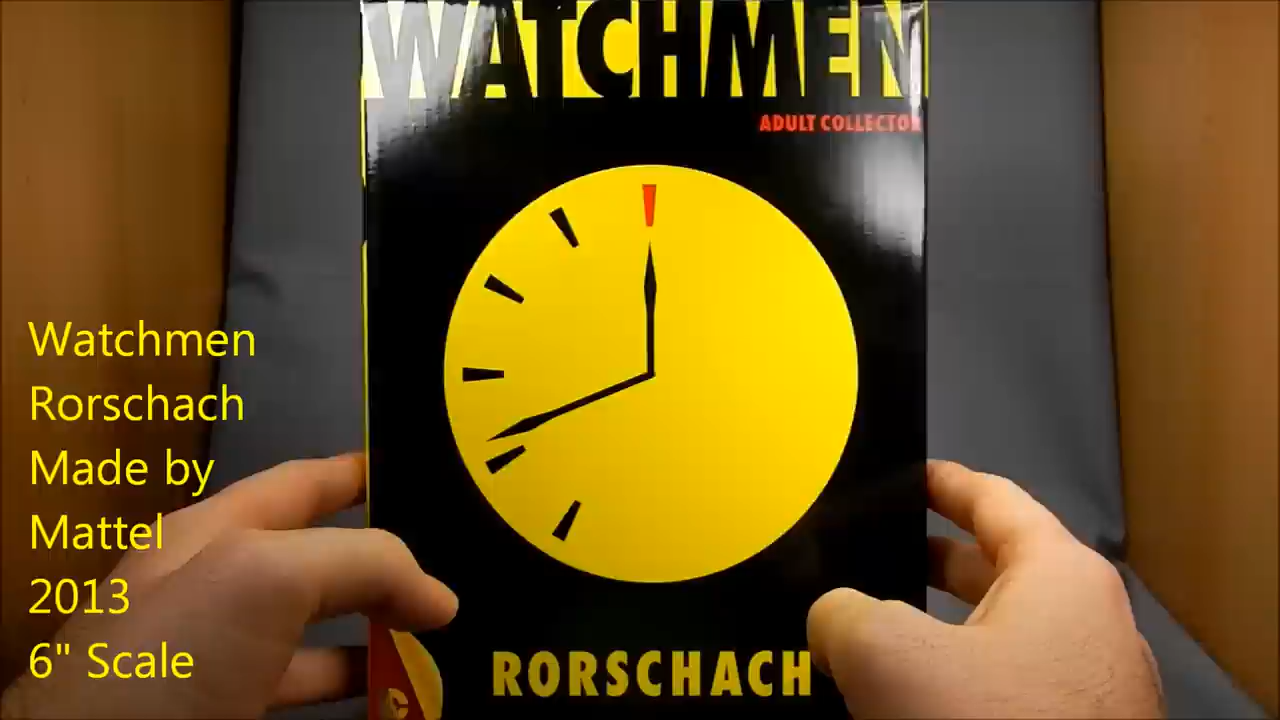 WATCHMEN
ADULT COLLECTOR
Watchmen
Rorschach
Made by
Mattel
2013
6" Scale
RORSCHACH